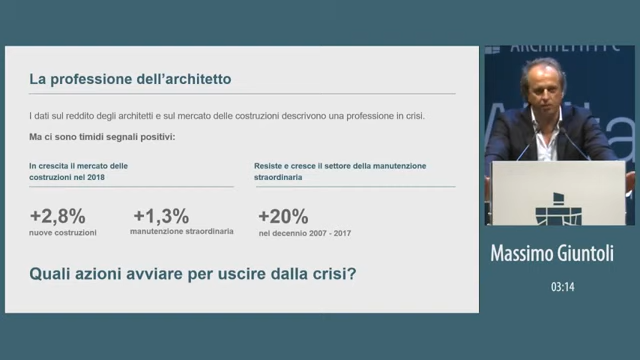 La professione dell'architetto
I dati sul reddito degli architetti e sul mercato delle costruzioni descrivono una professione in crisi.
Ma ci sono timidi segnali positivi:
In crescita il mercato delle
costruzioni nel 2018
Resiste e cresce il settore della manutenzione
straordinaria
+2,8%
nuove costruzioni
+1,3%
manutenzione straordinaria
+20%
nel decennio 2007 - 2017
Quali azioni avviare per uscire dalla crisi?
Massimo Giuntoli
03:14